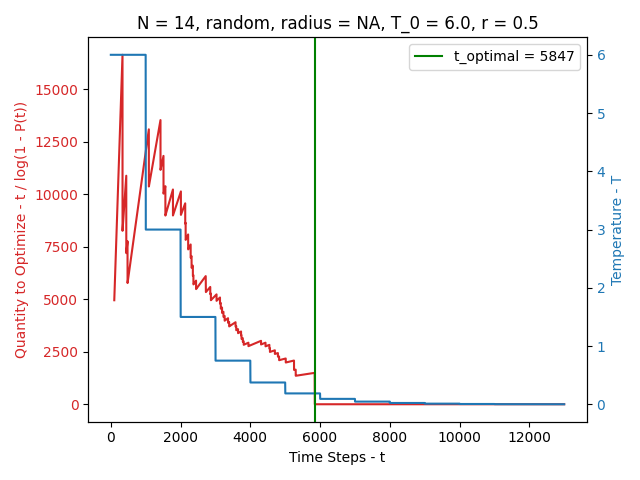 N = 14, random, radius = NA, T_0 = 6.0, r = 0.5
t_optimal = 5847
Quantity to Optimize - t / log(1 - P(t))
15000
12500
10000
7500
5000
2500
0
6
5
4
3
2
1
0
Temperature - T
0 2000 4000 6000 8000 10000 12000
Time Steps - t